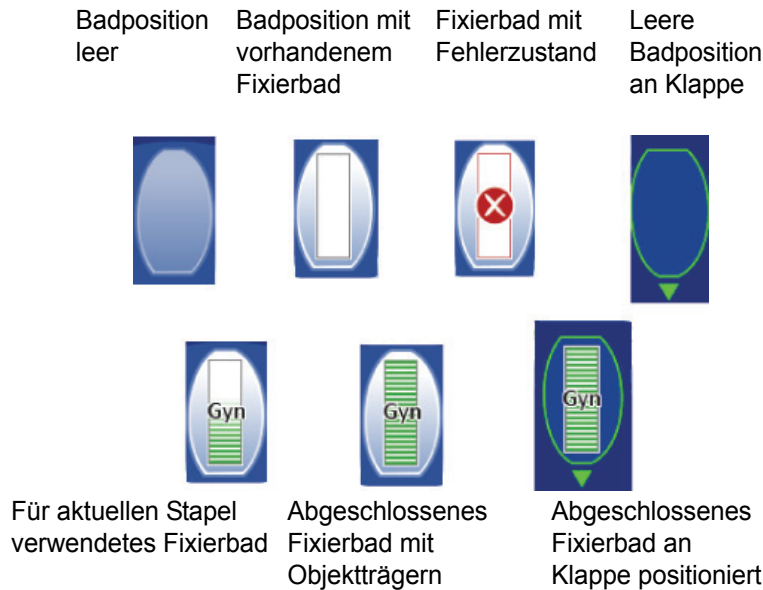 Badposition
leer
Badposition mit
vorhandenem
Fixierbad
Fixierbad mit
Fehlerzustand
Leere
Badposition
an Klappe
Gyn
Gyn
Gyn
Für aktuellen Stapel
verwendetes Fixierbad
Abgeschlossenes
Fixierbad mit
Objektträgern
Abgeschlossenes
Fixierbad an
Klappe positioniert